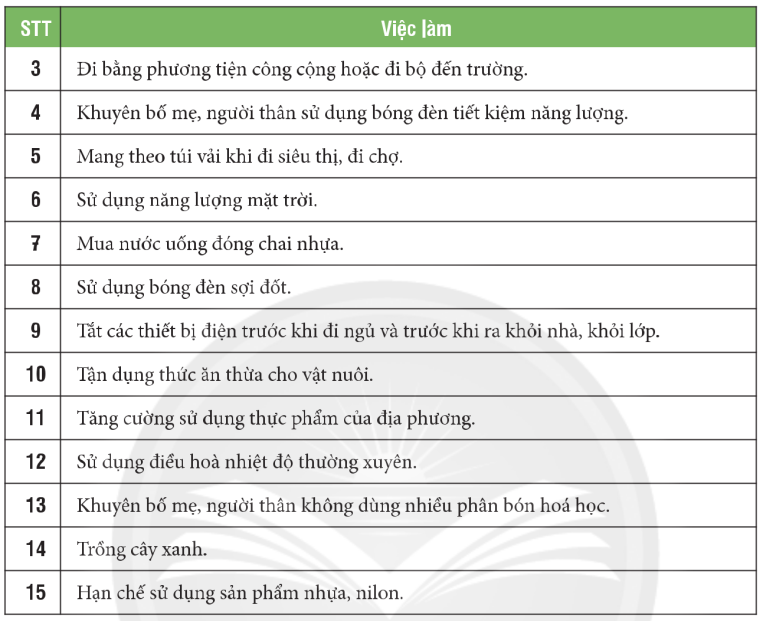 STT Việc làm
3 Đi bằng phương tiện công cộng hoặc đi bộ đến trường.
4 Khuyên bố mẹ, người thân sử dụng bóng đèn tiết kiệm năng lượng.
5 Mang theo túi vải khi đi siêu thị, đi chợ.
6 Sử dụng năng lượng mặt trời.
7 Mua nước uống đóng chai nhựa.
8 Sử dụng bóng đèn sợi đốt.
9 Tắt các thiết bị điện trước khi đi ngủ và trước khi ra khỏi nhà, khỏi lớp.
10 Tận dụng thức ăn thừa cho vật nuôi.
11 Tăng cường sử dụng thực phẩm của địa phương.
12 Sử dụng điều hoà nhiệt độ thường xuyên.
13 Khuyên bố mẹ, người thân không dùng nhiều phân bón hoá học.
14 Trồng cây xanh.
15 Hạn chế sử dụng sản phẩm nhựa, nilon.